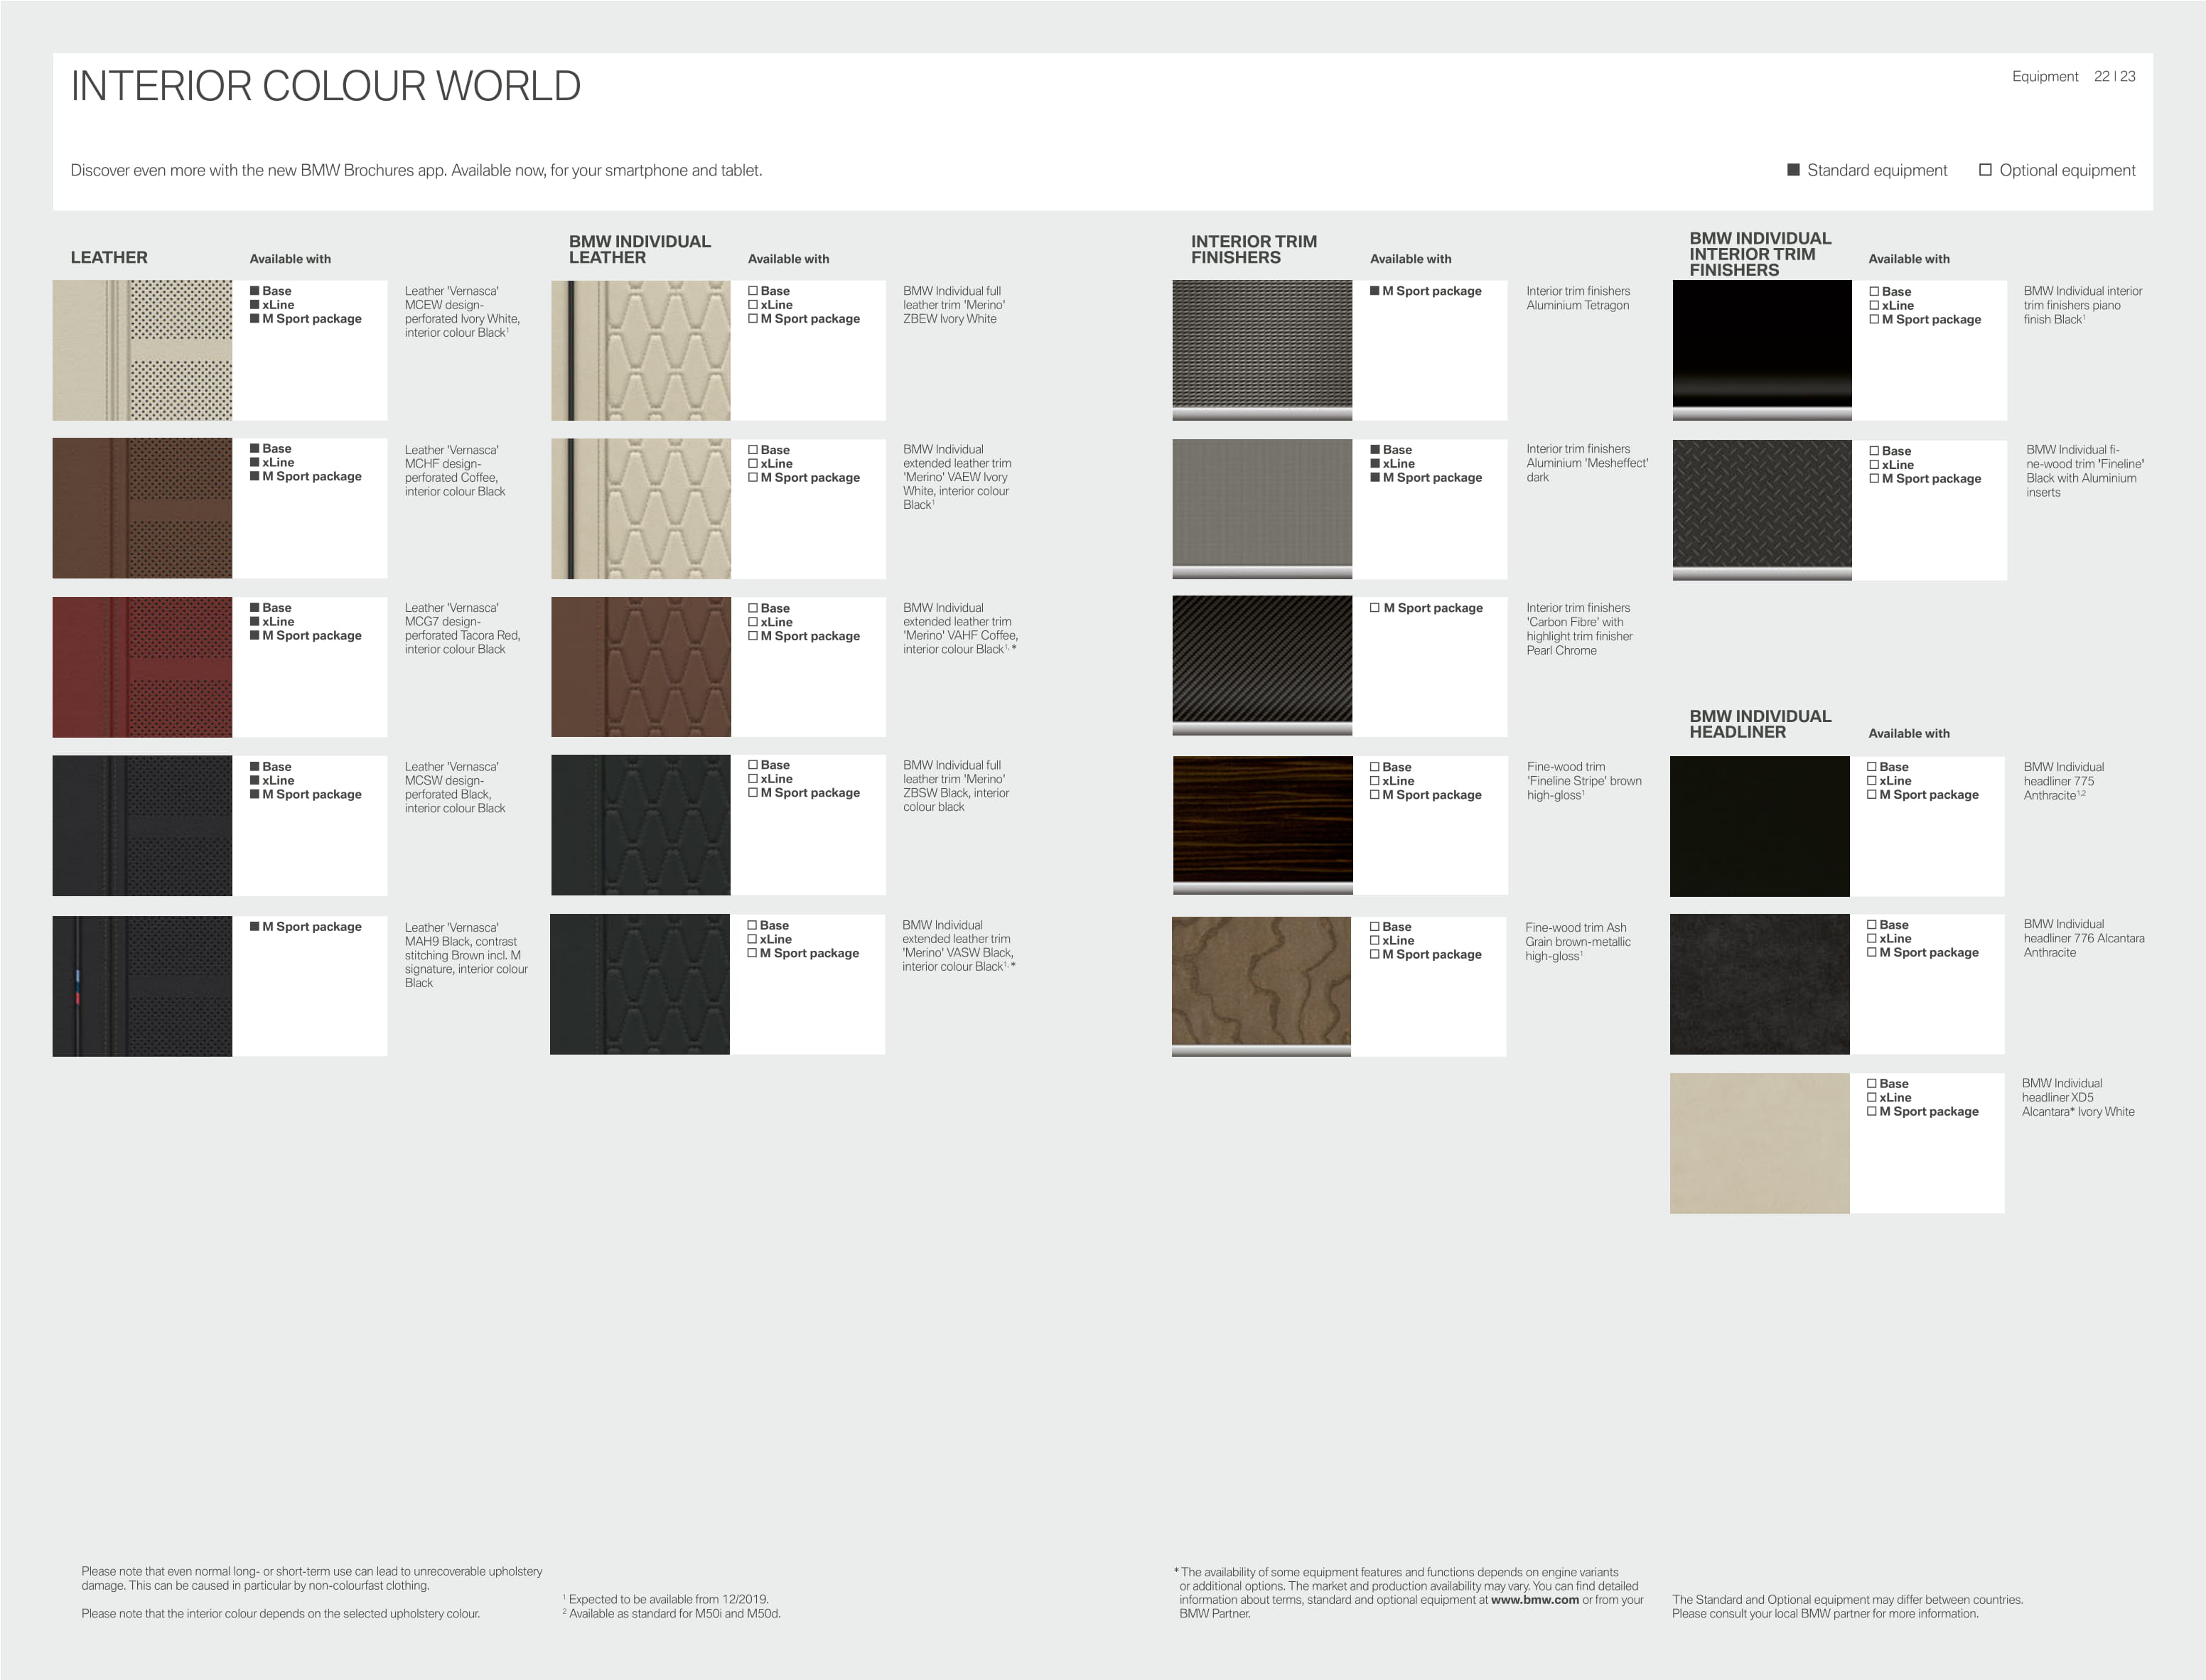 INTERIOR COLOUR WORLD
Equipment 22 | 23
Discover even more with the new BMW Brochures app. Available now, for your smartphone and tablet.
■ Standard equipment □ Optional equipment
LEATHER
Available with
■ Base
■ xLine
■ M Sport package
Leather 'Vernasca'
MCEW design-
perforated Ivory White,
interior colour Black¹
■ Base
■ xLine
■ M Sport package
Leather 'Vernasca'
MCHF design-
perforated Coffee,
interior colour Black
■ Base
■ xLine
■ M Sport package
Leather 'Vernasca'
MCG7 design-
perforated Tacora Red,
interior colour Black
■ Base
■ xLine
■ M Sport package
Leather 'Vernasca'
MCSW design-
perforated Black,
interior colour Black
■ M Sport package
Leather 'Vernasca'
MAH9 Black, contrast
stitching Brown incl. M
signature, interior colour
Black
BMW INDIVIDUAL
LEATHER
Available with
□ Base
□ xLine
□ M Sport package
BMW Individual full
leather trim 'Merino'
ZBEW Ivory White
□ Base
□ xLine
□ M Sport package
BMW Individual
extended leather trim
'Merino' VAEW Ivory
White, interior colour
Black¹
□ Base
□ xLine
□ M Sport package
BMW Individual
extended leather trim
'Merino' VAHF Coffee,
interior colour Black¹˒*
□ Base
□ xLine
□ M Sport package
BMW Individual full
leather trim 'Merino'
ZBSW Black, interior
colour black
□ Base
□ xLine
□ M Sport package
BMW Individual
extended leather trim
'Merino' VASW Black,
interior colour Black¹˒*
INTERIOR TRIM
FINISHERS
Available with
■ M Sport package
Interior trim finishers
Aluminium Tetragon
■ Base
■ xLine
■ M Sport package
Interior trim finishers
Aluminium 'Mesheffect'
dark
□ M Sport package
Interior trim finishers
'Carbon Fibre' with
highlight trim finisher
Pearl Chrome
□ Base
□ xLine
□ M Sport package
Fine-wood trim
'Fineline Stripe' brown
high-gloss¹
□ Base
□ xLine
□ M Sport package
Fine-wood trim Ash
Grain brown-metallic
high-gloss¹
BMW INDIVIDUAL
INTERIOR TRIM
FINISHERS
Available with
□ Base
□ xLine
□ M Sport package
BMW Individual interior
trim finishers piano
finish Black¹
□ Base
□ xLine
□ M Sport package
BMW Individual fi-
ne-wood trim 'Fineline'
Black with Aluminium
inserts
BMW INDIVIDUAL
HEADLINER
Available with
□ Base
□ xLine
□ M Sport package
BMW Individual
headliner 775
Anthracite¹˒²
□ Base
□ xLine
□ M Sport package
BMW Individual
headliner 776 Alcantara
Anthracite
□ Base
□ xLine
□ M Sport package
BMW Individual
headliner XD5
Alcantara* Ivory White
Please note that even normal long- or short-term use can lead to unrecoverable upholstery
damage. This can be caused in particular by non-colourfast clothing.
Please note that the interior colour depends on the selected upholstery colour.
¹ Expected to be available from 12/2019.
² Available as standard for M50i and M50d.
* The availability of some equipment features and functions depends on engine variants
or additional options. The market and production availability may vary. You can find detailed
information about terms, standard and optional equipment at www.bmw.com or from your
BMW Partner.
The Standard and Optional equipment may differ between countries.
Please consult your local BMW partner for more information.